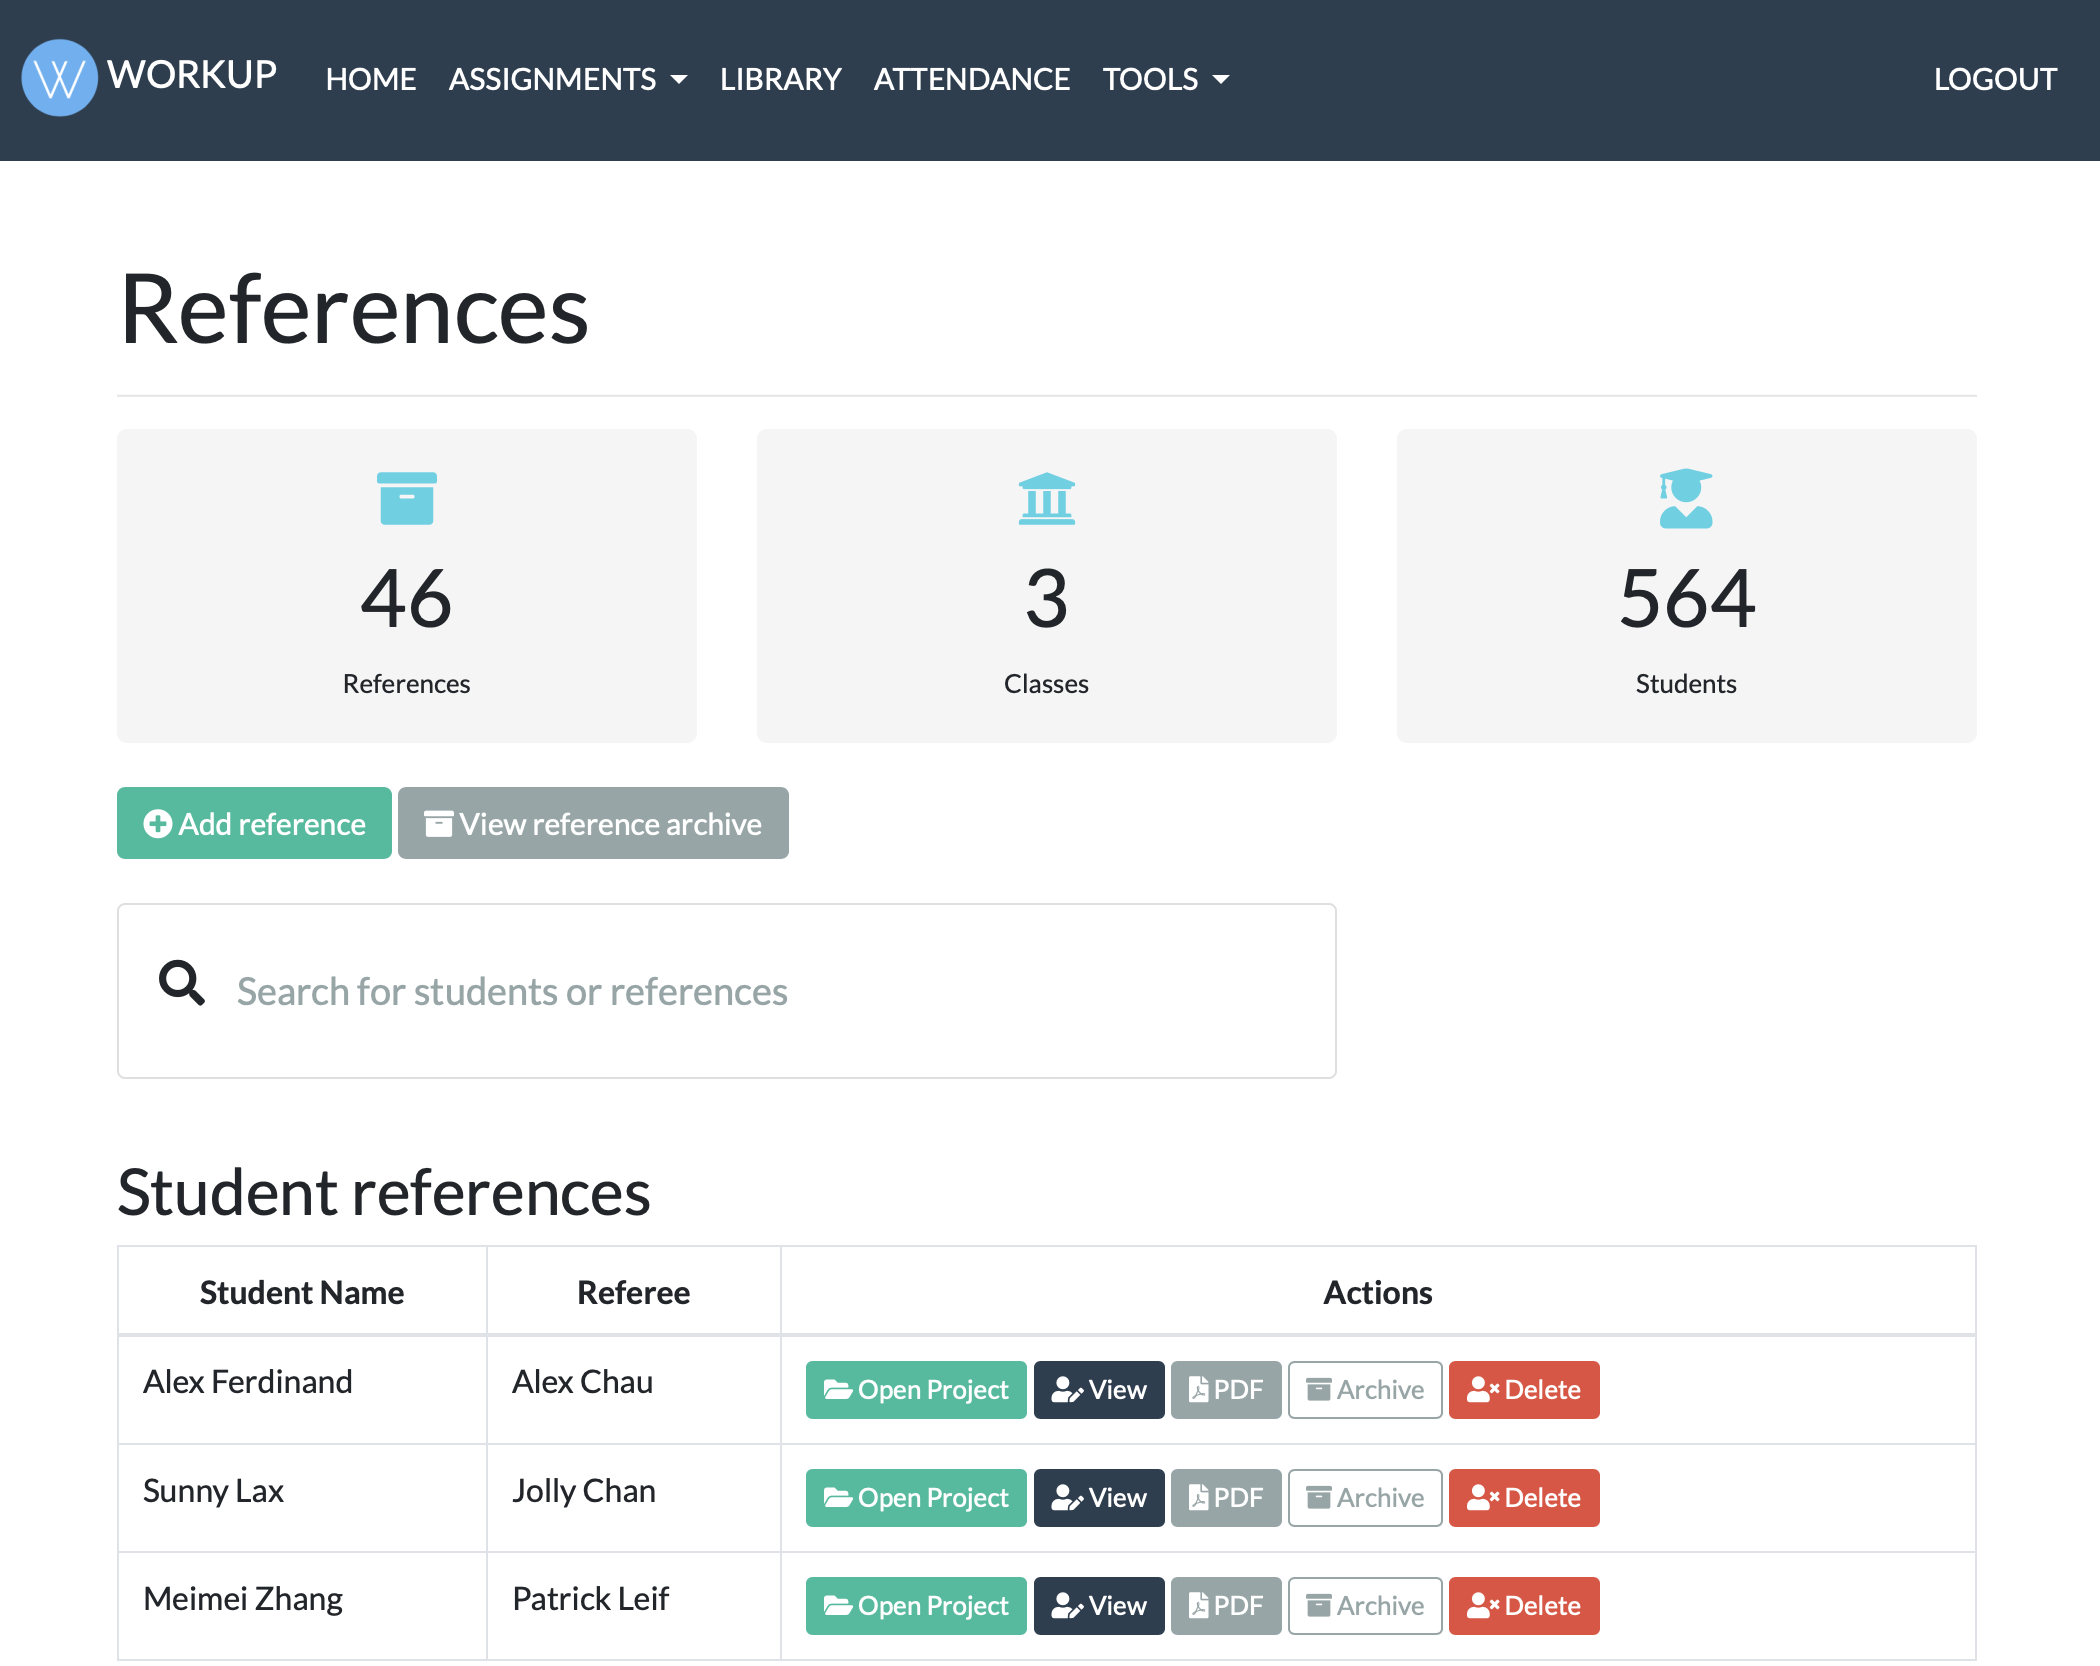 WORKUP HOME ASSIGNMENTS LIBRARY ATTENDANCE TOOLS LOGOUT
References
46 3 564
References Classes Students
Add reference View reference archive
Search for students or references
Student references
Student Name Referee Actions
Alex Ferdinand Alex Chau Open Project View PDF Archive Delete
Sunny Lax Jolly Chan Open Project View PDF Archive Delete
Meimei Zhang Patrick Leif Open Project View PDF Archive Delete